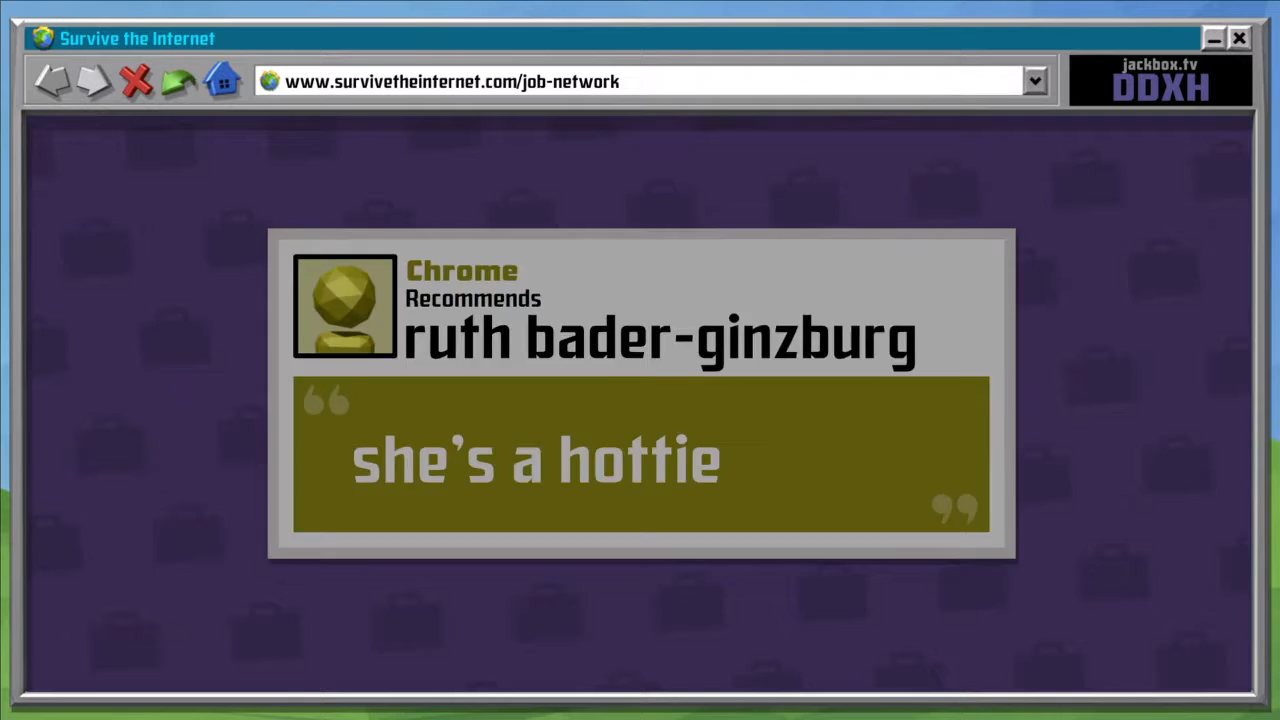 Survive the Internet
www.survivetheinternet.com/job-network
jackbox.tv
DDXH
Chrome
Recommends
ruth bader-ginzburg
“
she's a hottie
”